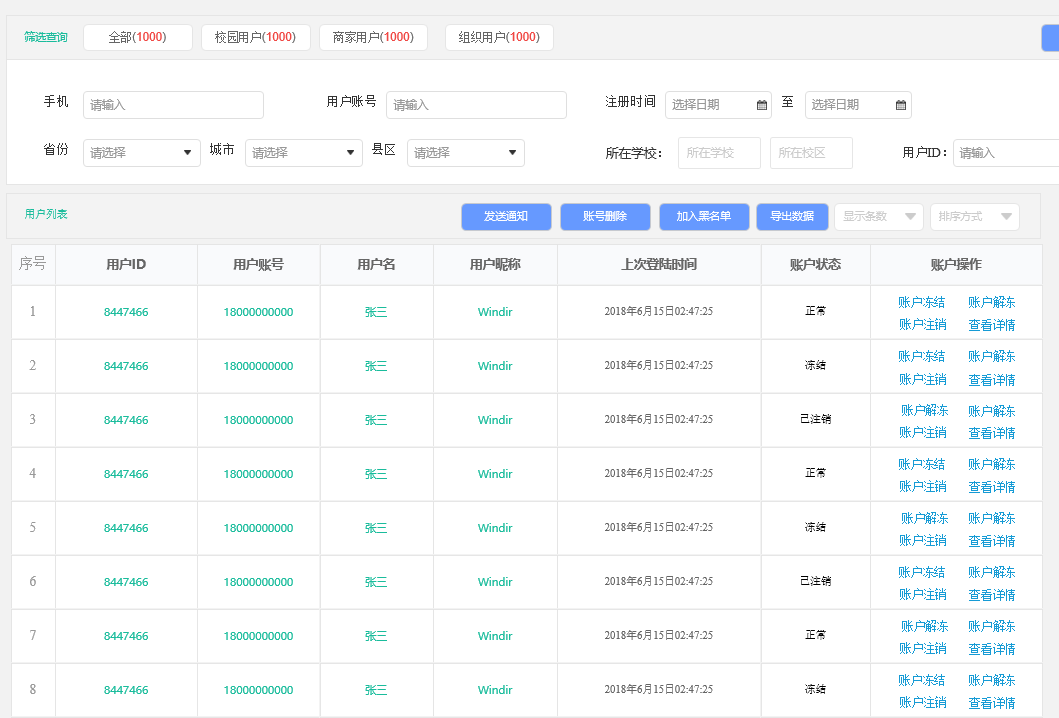 筛选查询 全部(1000) 校园用户(1000) 商家用户(1000) 组织用户(1000)
手机 请输入 用户账号 请输入 注册时间 选择日期 至 选择日期
省份 请选择 城市 请选择 县区 请选择 所在学校： 所在学校 所在校区 用户ID： 请输入
用户列表 发送通知 账号删除 加入黑名单 导出数据 显示条数 排序方式
序号 用户ID 用户账号 用户名 用户昵称 上次登陆时间 账户状态 账户操作
1 8447466 18000000000 张三 Windir 2018年6月15日02:47:25 正常 账户冻结 账户解冻
账户注销 查看详情
2 8447466 18000000000 张三 Windir 2018年6月15日02:47:25 冻结 账户冻结 账户解冻
账户注销 查看详情
3 8447466 18000000000 张三 Windir 2018年6月15日02:47:25 已注销 账户解冻 账户解冻
账户注销 查看详情
4 8447466 18000000000 张三 Windir 2018年6月15日02:47:25 正常 账户冻结 账户解冻
账户注销 查看详情
5 8447466 18000000000 张三 Windir 2018年6月15日02:47:25 冻结 账户解冻 账户解冻
账户注销 查看详情
6 8447466 18000000000 张三 Windir 2018年6月15日02:47:25 已注销 账户冻结 账户解冻
账户注销 查看详情
7 8447466 18000000000 张三 Windir 2018年6月15日02:47:25 正常 账户解冻 账户解冻
账户注销 查看详情
8 8447466 18000000000 张三 Windir 2018年6月15日02:47:25 冻结 账户冻结 账户解冻
账户注销 查看详情